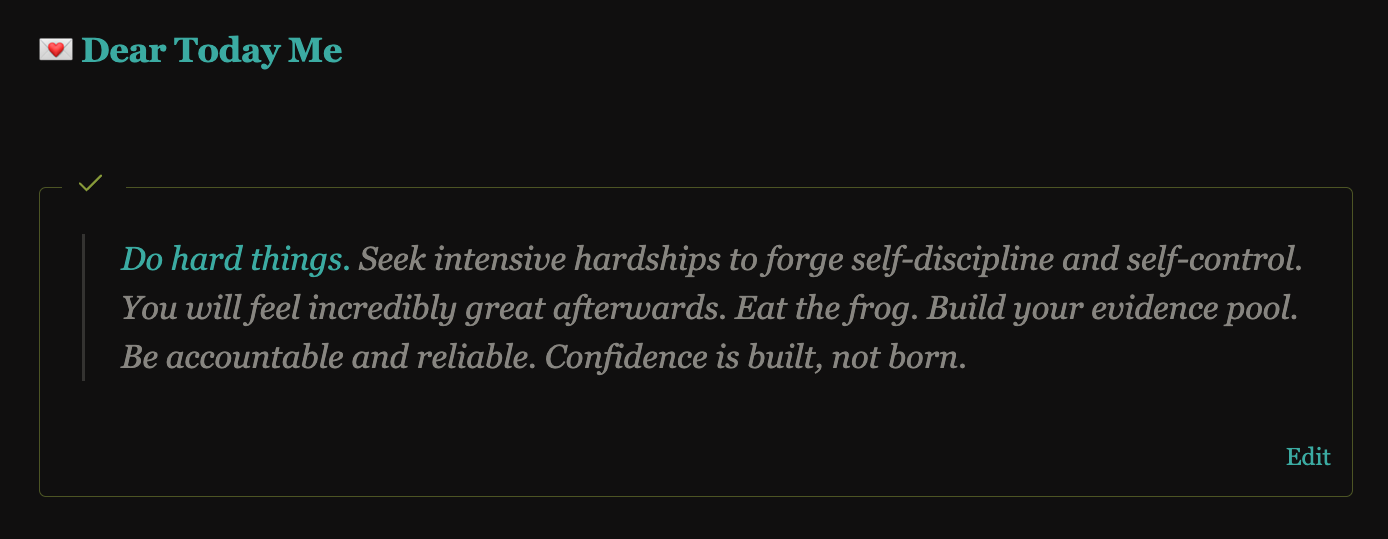 💌 Dear Today Me
Do hard things. Seek intensive hardships to forge self-discipline and self-control.
You will feel incredibly great afterwards. Eat the frog. Build your evidence pool.
Be accountable and reliable. Confidence is built, not born.
Edit